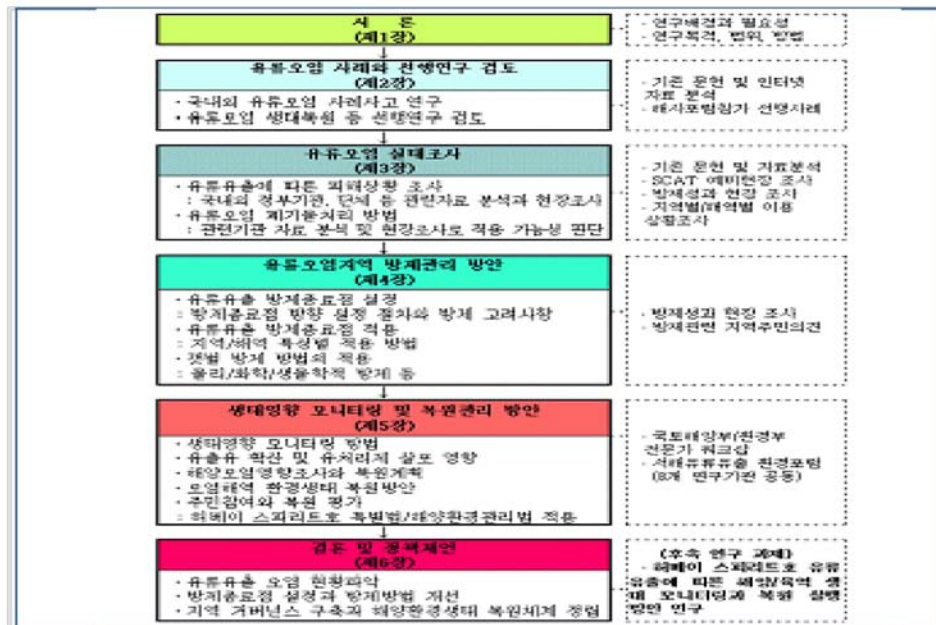 서 론
(제1장)
- 연구배경과 필요성
- 연구목적, 범위, 방법
유류오염 사례와 선행연구 검토
(제2장)
· 국내외 유류오염 사례사고 연구
· 유류오염 생태복원 등 선행연구 검토
- 기존 문헌 및 인터넷
자료 분석
- 해사포럼참가 선행사례
유류오염 실태조사
(제3장)
· 유류유출에 따른 피해상황 조사
: 국내외 정부기관, 단체 등 관련자료 분석과 현장조사
· 유류오염 폐기물처리 방법
: 관련기관 자료 분석 및 현장조사로 적용 가능성 판단
- 기존 문헌 및 자료분석
- SCAT 예비현장 조사
- 방제성과 현장 조사
- 지역별/해역별 이용
상황조사
유류오염지역 방제관리 방안
(제4장)
· 유류유출 방제종료점 설정
: 방제종료점 방향 설정 절차와 방제 고려사항
· 유류유출 방제종료점 적용
: 지역/해역 특성별 적용 방법
· 갯벌 방제 방법의 적용
: 물리/화학/생물학적 방제 등
- 방제성과 현장 조사
- 방제관련 지역주민의견
생태영향 모니터링 및 복원관리 방안
(제5장)
· 생태영향 모니터링 방법
· 유출유 확산 및 유처리제 살포 영향
· 해양오염영향조사와 복원계획
· 오염해역 환경생태 복원방안
· 주민참여와 복원 평가
: 허베이 스피리트호 특별법/해양환경관리법 적용
- 국토해양부/환경부
전문가 워크샵
- 서해유류유출 환경포럼
(8개 연구기관 공동)
결론 및 정책제언
(제6장)
· 유류유출 오염 현황파악
· 방제종료점 설정과 방제방법 개선
· 지역 거버넌스 구축과 해양환경생태 복원체계 정립
(후속 연구 과제)
- 허베이 스피리트호 유류
유출에 따른 해양/육역 생
태 모니터링과 복원 실행
방안 연구